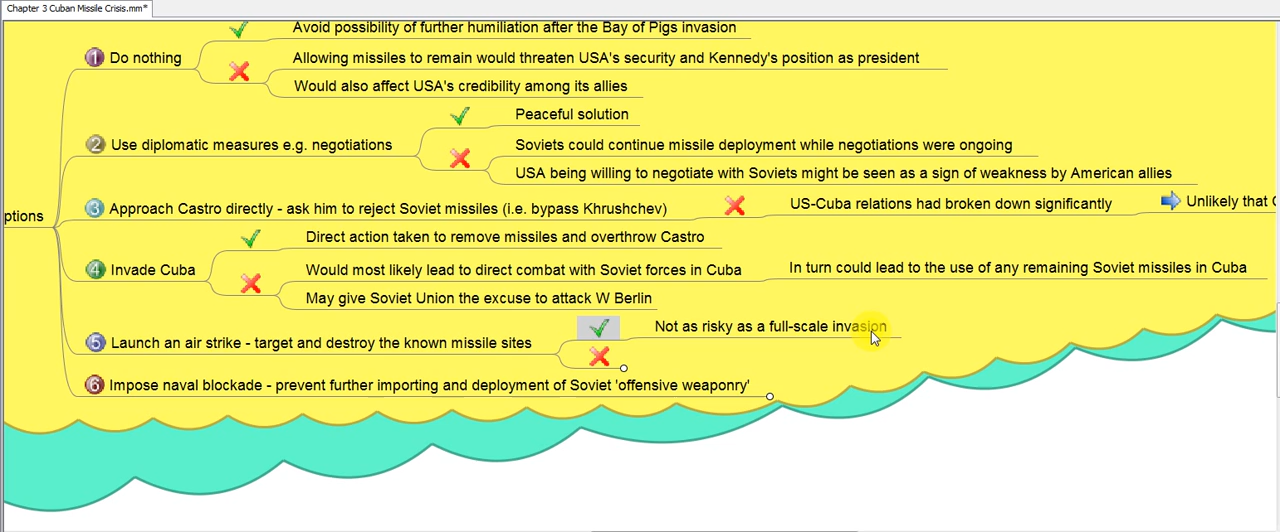 Chapter 3 Cuban Missile Crisis.mm*
Avoid possibility of further humiliation after the Bay of Pigs invasion
1 Do nothing
Allowing missiles to remain would threaten USA's security and Kennedy's position as president
Would also affect USA's credibility among its allies
Peaceful solution
2 Use diplomatic measures e.g. negotiations
Soviets could continue missile deployment while negotiations were ongoing
USA being willing to negotiate with Soviets might be seen as a sign of weakness by American allies
ptions
3 Approach Castro directly - ask him to reject Soviet missiles (i.e. bypass Khrushchev)
US-Cuba relations had broken down significantly
Unlikely that C
Direct action taken to remove missiles and overthrow Castro
4 Invade Cuba
Would most likely lead to direct combat with Soviet forces in Cuba
In turn could lead to the use of any remaining Soviet missiles in Cuba
May give Soviet Union the excuse to attack W Berlin
Not as risky as a full-scale invasion
5 Launch an air strike - target and destroy the known missile sites
6 Impose naval blockade - prevent further importing and deployment of Soviet 'offensive weaponry'